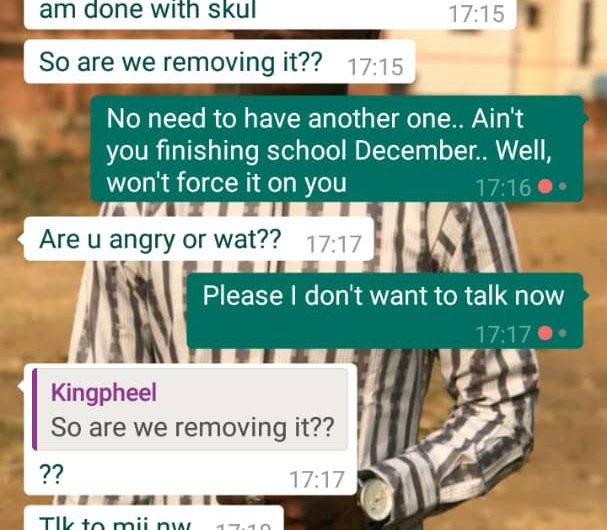 am done with skul
17:15
So are we removing it?? 17:15
No need to have another one.. Ain't
you finishing school December.. Well,
won't force it on you 17:16
Are u angry or wat?? 17:17
Please I don't want to talk now
17:17
Kingpheel
So are we removing it??
?? 17:17
Tlk to mii nw 17:18